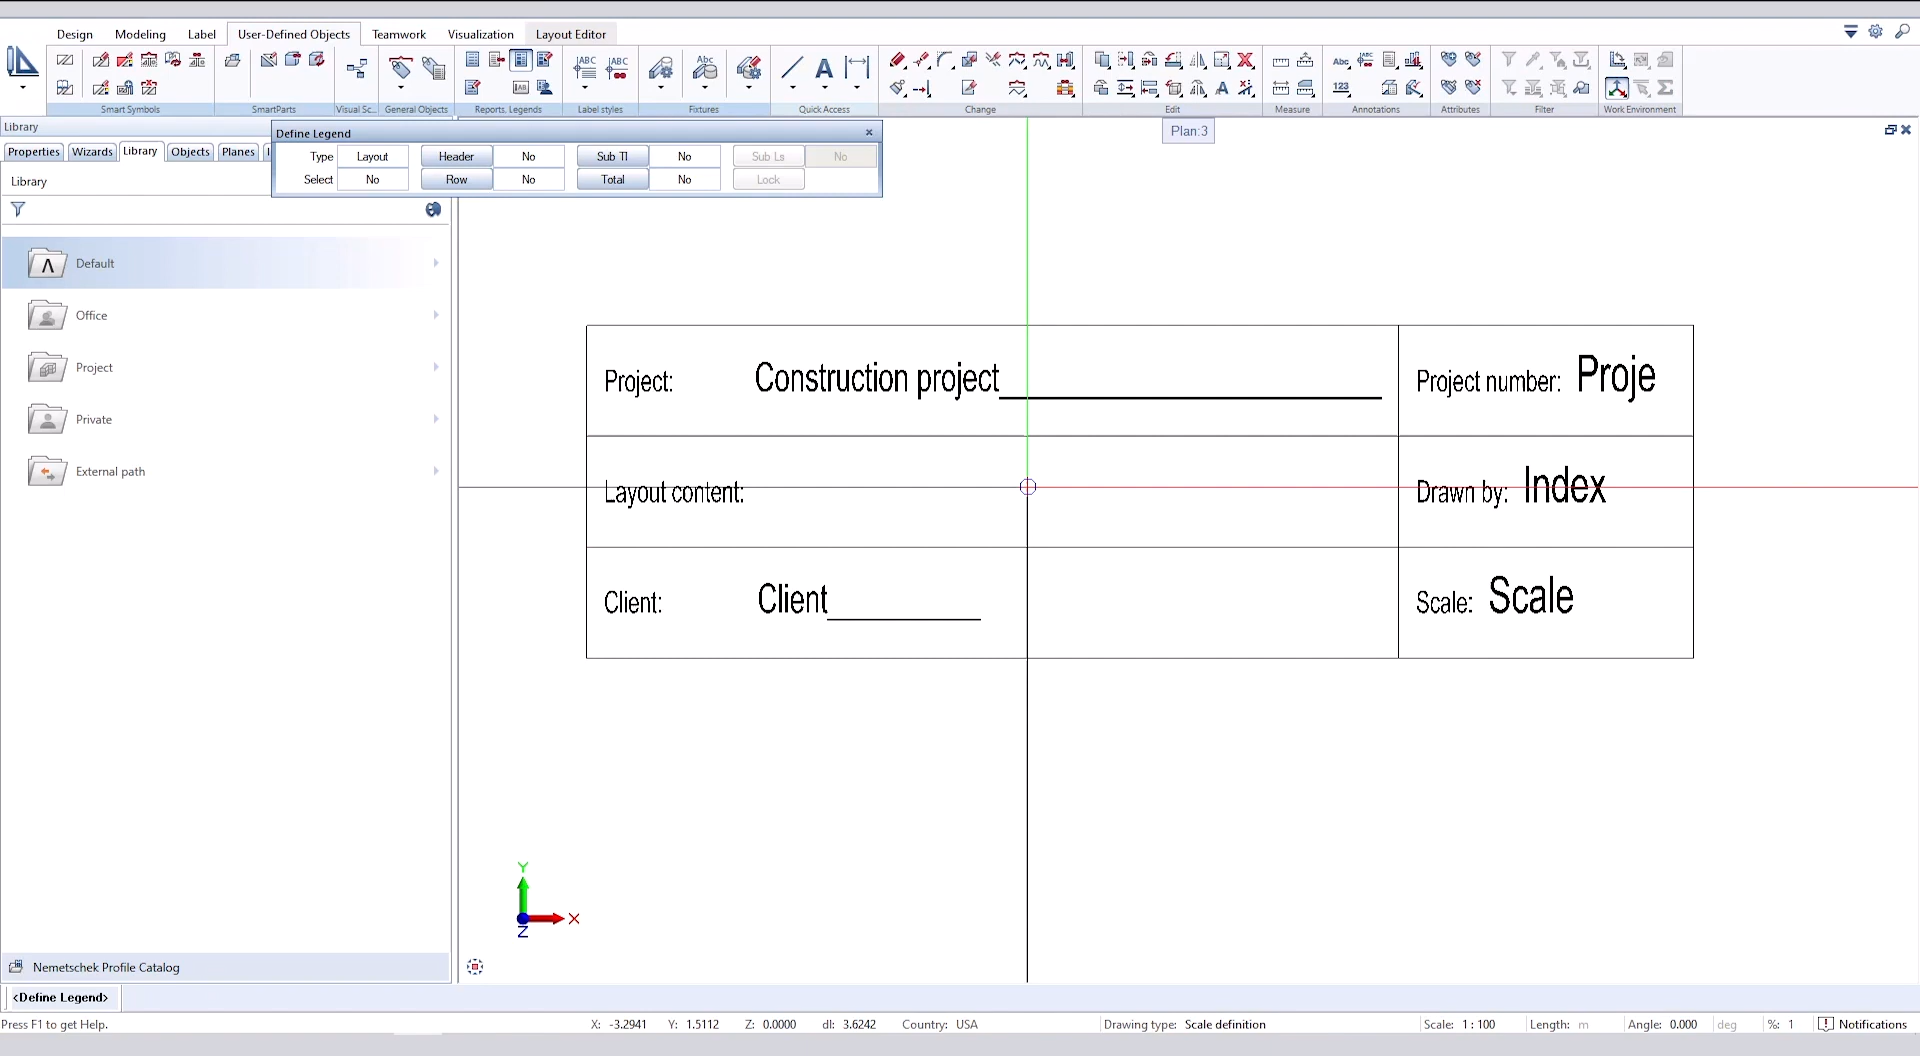 Design Modeling Label User-Defined Objects Teamwork Visualization Layout Editor
Smart Symbols SmartParts Visual Sc... General Objects Reports, Legends Label styles Fixtures Quick Access Change Edit Measure Annotations Attributes Filter Work Environment
Library
Properties Wizards Library Objects Planes
Library
Default
Office
Project
Private
External path
Nemetschek Profile Catalog
Define Legend
Type Layout Header No Sub Tl No Sub Ls No
Select No Row No Total No Lock
Plan:3
Project: Construction project Project number: Proje
Layout content: Drawn by: Index
Client: Client Scale: Scale
Y
X
Z
<Define Legend>
Press F1 to get Help. X: -3.2941 Y: 1.5112 Z: 0.0000 dl: 3.6242 Country: USA Drawing type: Scale definition Scale: 1 : 100 Length: m Angle: 0.000 deg %: 1 Notifications